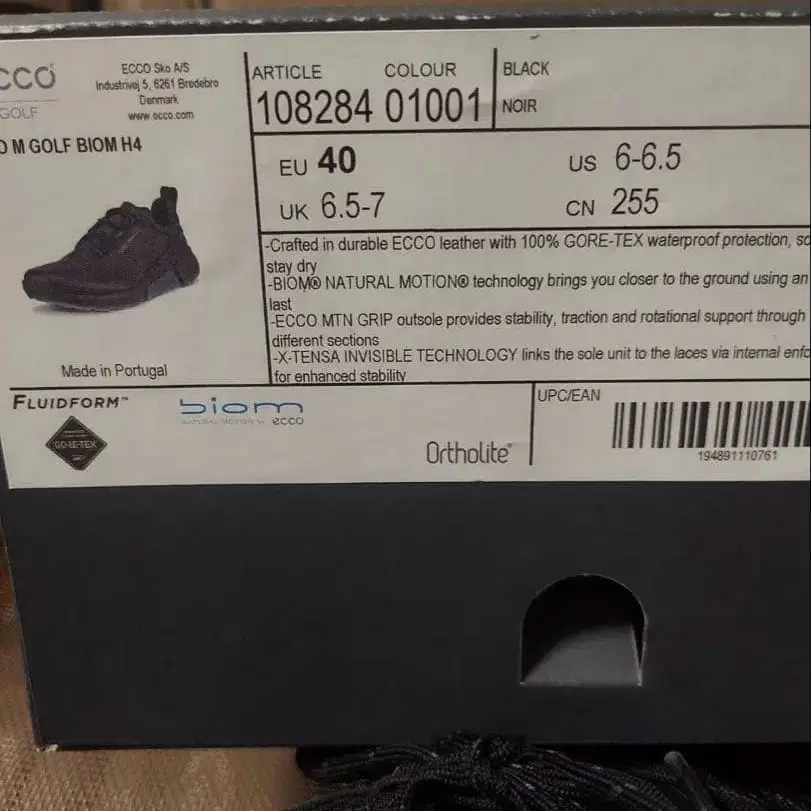 CCO
GOLF
ECCO Sko A/S
Industrivej 5, 6261 Bredebro
Denmark
www.ecco.com
O M GOLF BIOM H4
Made in Portugal
ARTICLE COLOUR
108284 01001
BLACK
NOIR
EU 40
US 6-6.5
UK 6.5-7
CN 255
-Crafted in durable ECCO leather with 100% GORE-TEX waterproof protection, so
stay dry
-BIOM® NATURAL MOTION® technology brings you closer to the ground using an
last
-ECCO MTN GRIP outsole provides stability, traction and rotational support through
different sections
-X-TENSA INVISIBLE TECHNOLOGY links the sole unit to the laces via internal enfo
for enhanced stability
FLUIDFORM™
GORE-TEX
biom
NATURAL MOTION by ecco
Ortholite®
UPC/EAN
194891110761